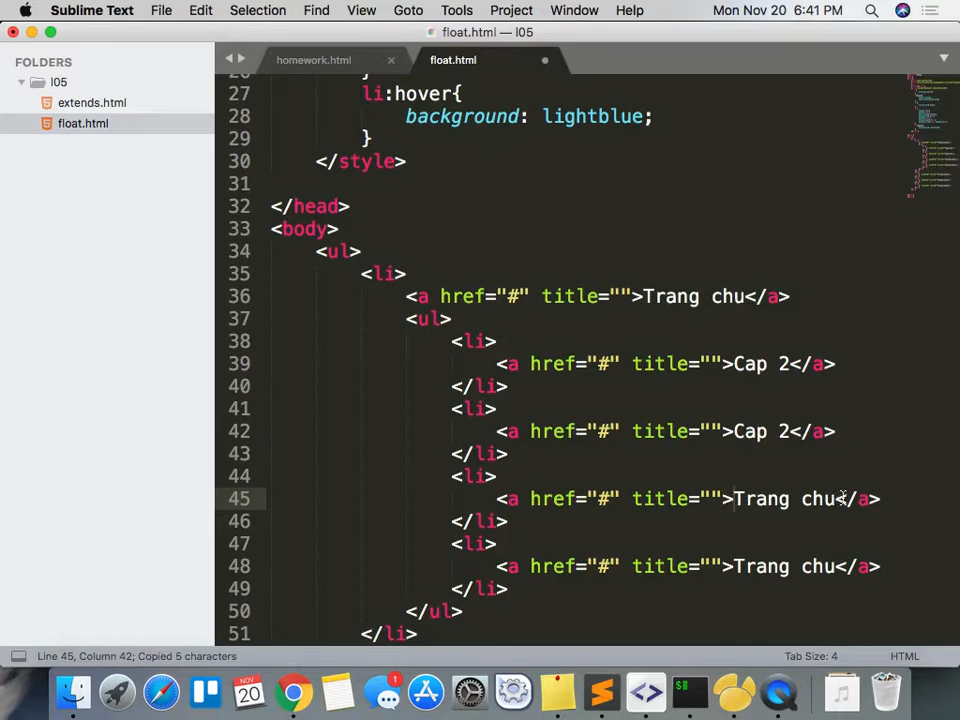 Sublime Text File Edit Selection Find View Goto Tools Project Window Help Mon Nov 20 6:41 PM
float.html — l05
FOLDERS
l05
extends.html
float.html
homework.html × float.html
27 li:hover{
28 background: lightblue;
29 }
30 </style>
31
32 </head>
33 <body>
34 <ul>
35 <li>
36 <a href="#" title="">Trang chu</a>
37 <ul>
38 <li>
39 <a href="#" title="">Cap 2</a>
40 </li>
41 <li>
42 <a href="#" title="">Cap 2</a>
43 </li>
44 <li>
45 <a href="#" title="">Trang chu</a>
46 </li>
47 <li>
48 <a href="#" title="">Trang chu</a>
49 </li>
50 </ul>
51 </li>
Line 45, Column 42; Copied 5 characters Tab Size: 4 HTML
NOV
20
1